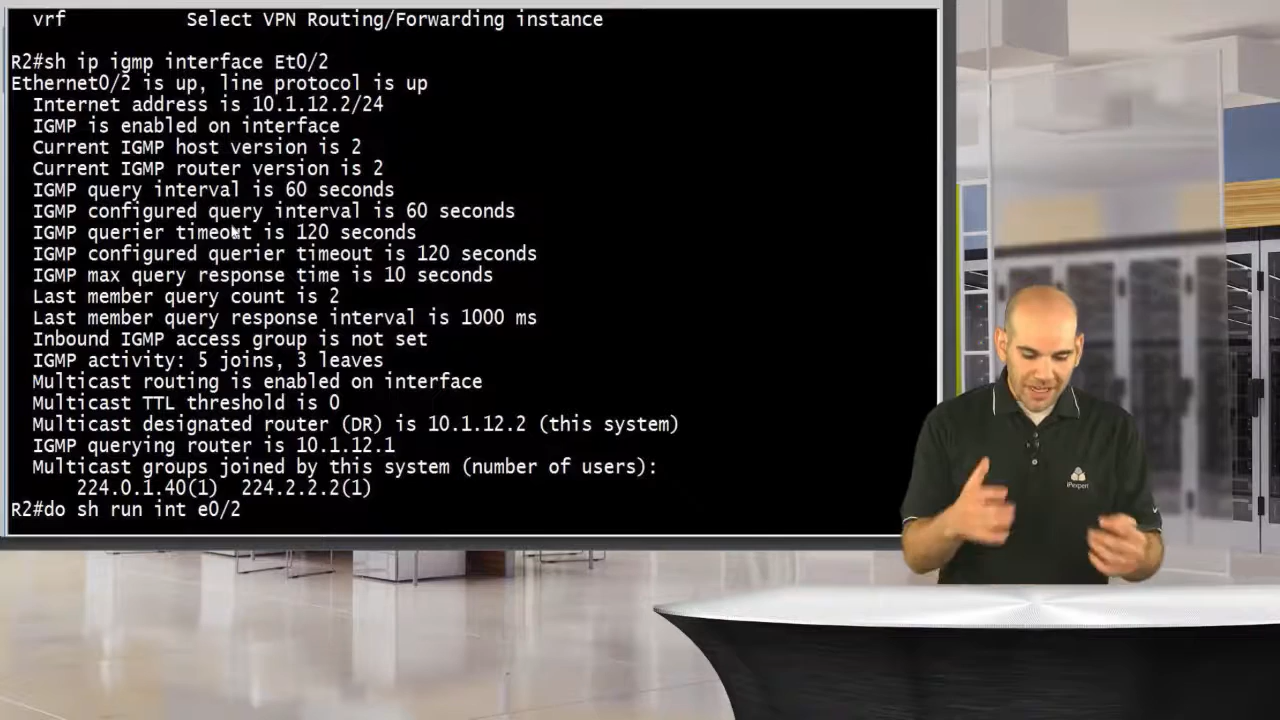 vrf Select VPN Routing/Forwarding instance
R2#sh ip igmp interface Et0/2
Ethernet0/2 is up, line protocol is up
Internet address is 10.1.12.2/24
IGMP is enabled on interface
Current IGMP host version is 2
Current IGMP router version is 2
IGMP query interval is 60 seconds
IGMP configured query interval is 60 seconds
IGMP querier timeout is 120 seconds
IGMP configured querier timeout is 120 seconds
IGMP max query response time is 10 seconds
Last member query count is 2
Last member query response interval is 1000 ms
Inbound IGMP access group is not set
IGMP activity: 5 joins, 3 leaves
Multicast routing is enabled on interface
Multicast TTL threshold is 0
Multicast designated router (DR) is 10.1.12.2 (this system)
IGMP querying router is 10.1.12.1
Multicast groups joined by this system (number of users):
224.0.1.40(1) 224.2.2.2(1)
R2#do sh run int e0/2
iPexpert